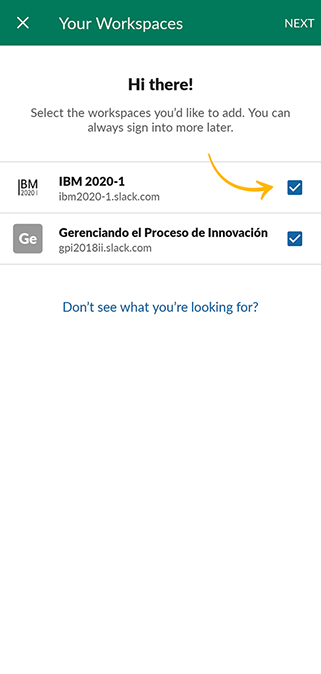 Your Workspaces
NEXT
Hi there!
Select the workspaces you'd like to add. You can
always sign into more later.
IBM
2020 I
IBM 2020-1
ibm2020-1.slack.com
Ge
Gerenciando el Proceso de Innovación
gpi2018ii.slack.com
Don't see what you're looking for?